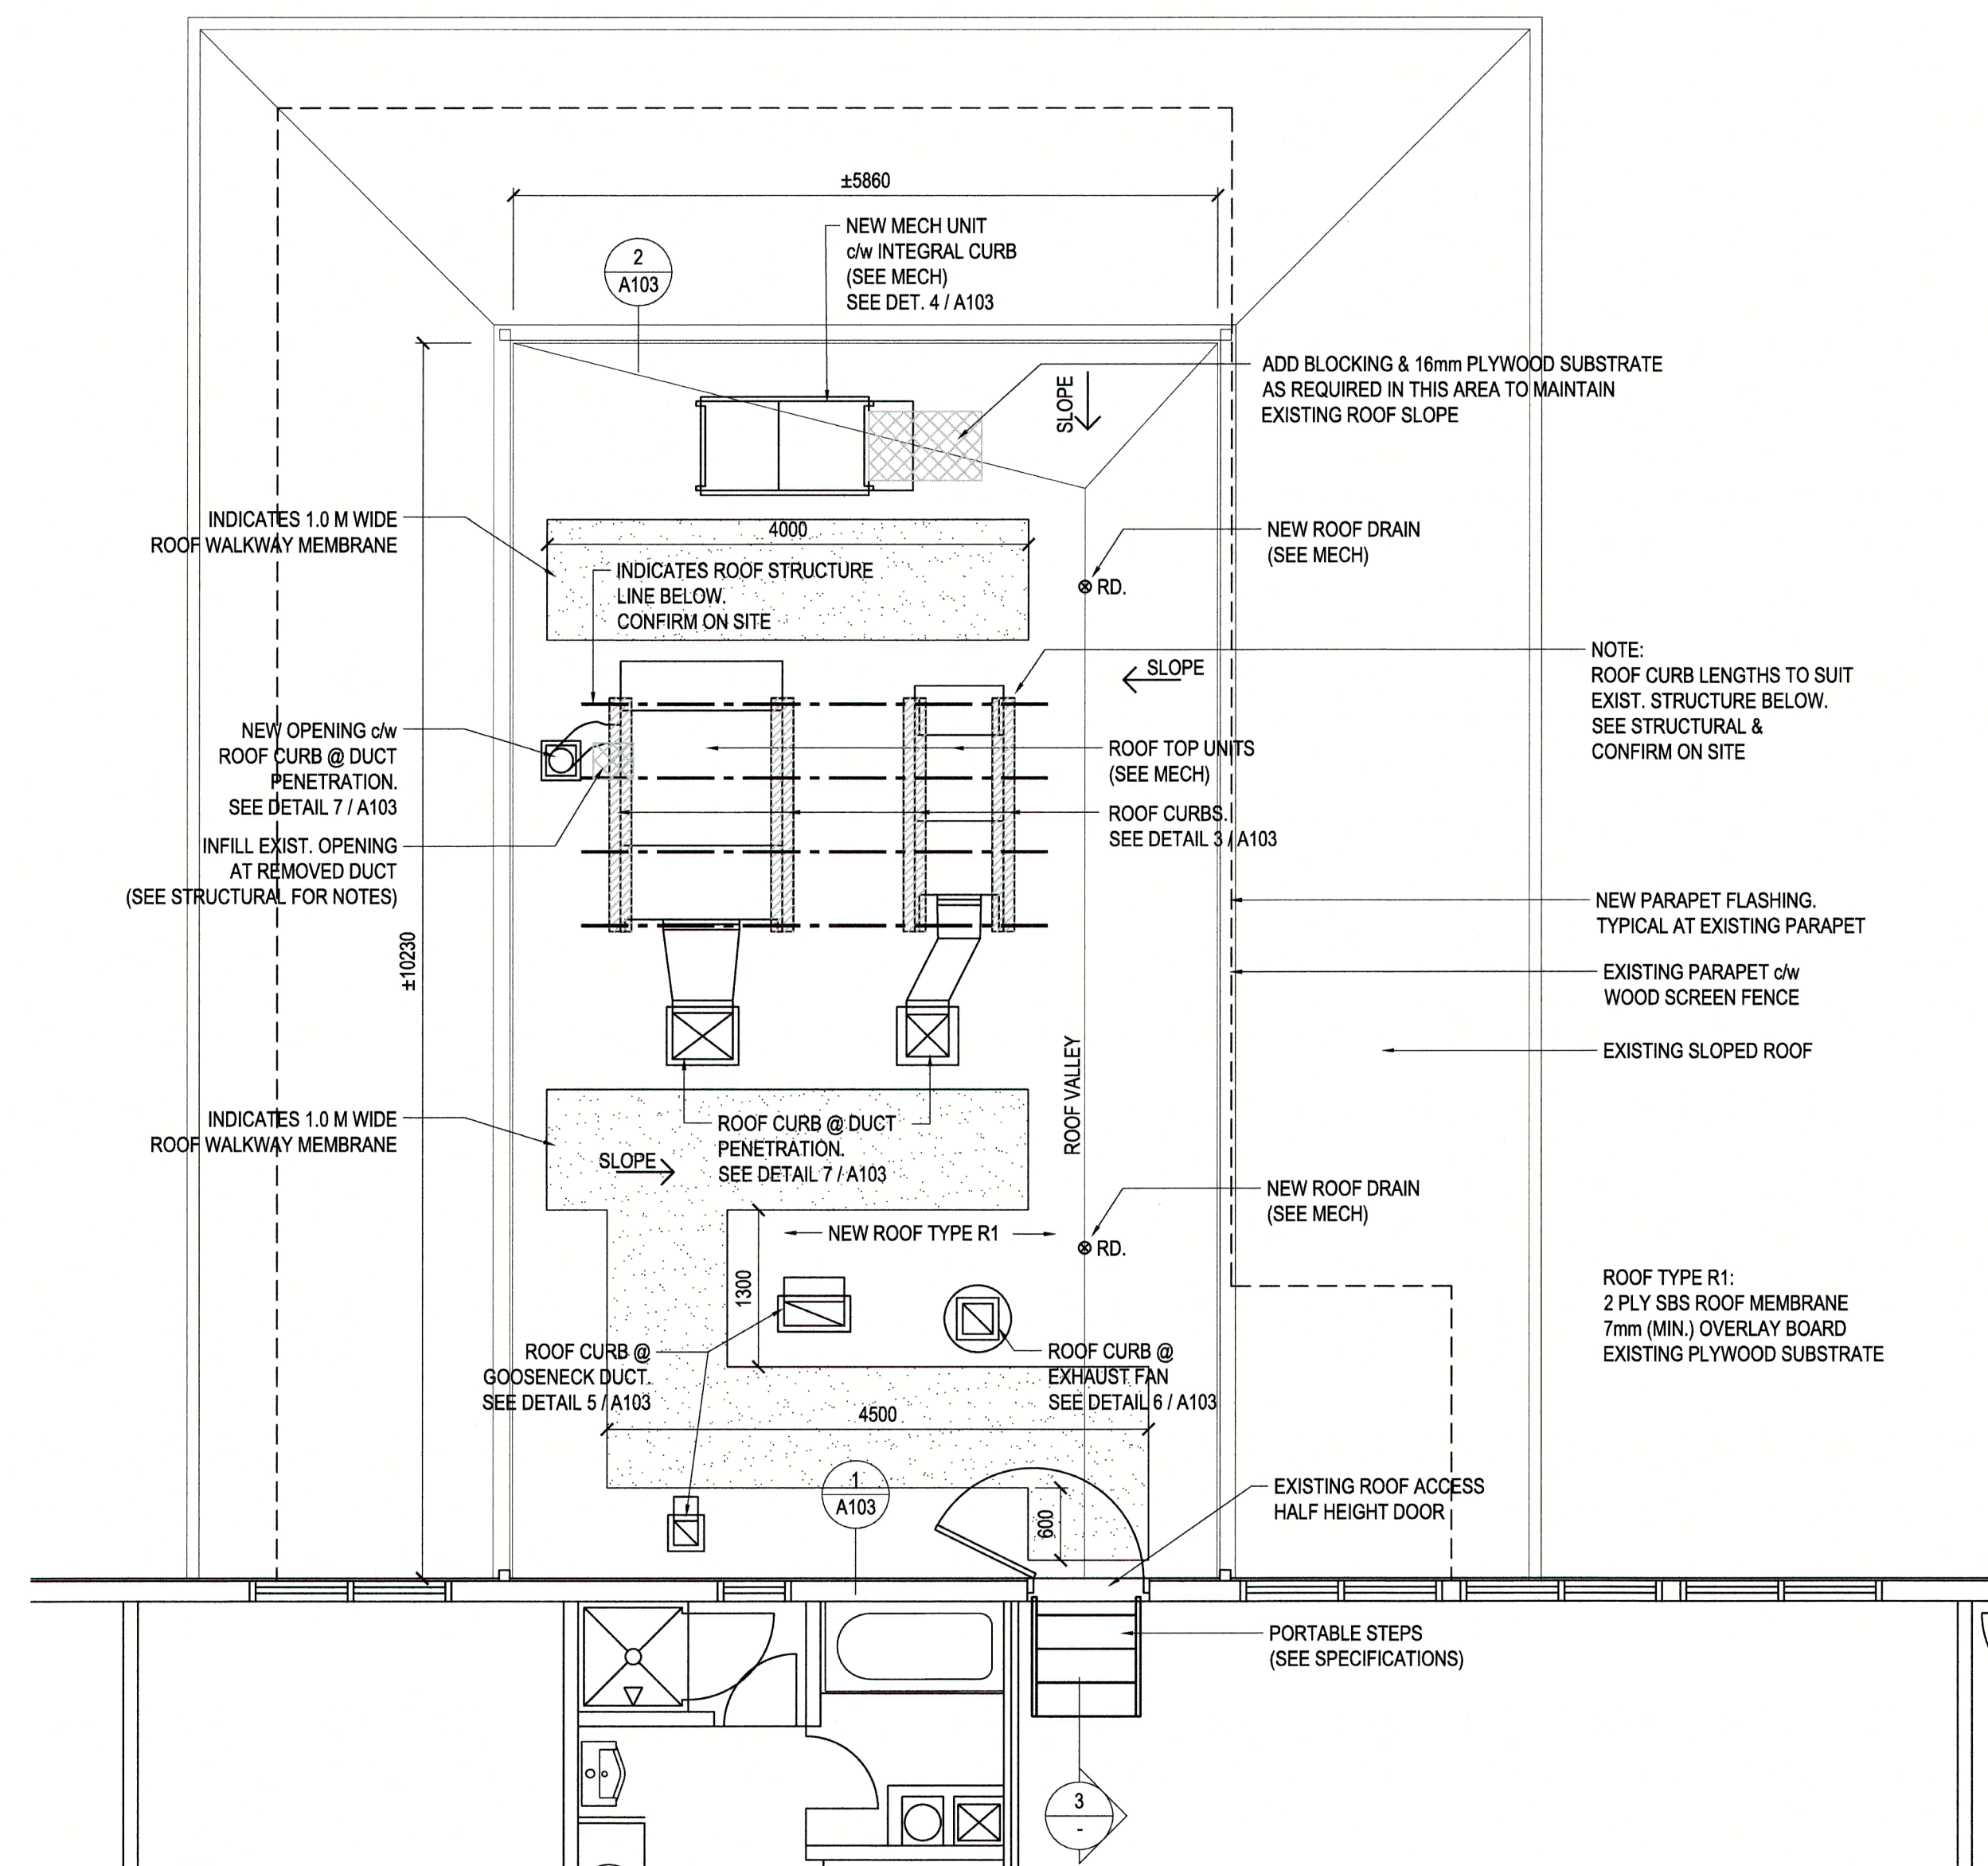 ±5860
NEW MECH UNIT
c/w INTEGRAL CURB
(SEE MECH)
SEE DET. 4 / A103
2
A103
SLOPE
ADD BLOCKING & 16mm PLYWOOD SUBSTRATE
AS REQUIRED IN THIS AREA TO MAINTAIN
EXISTING ROOF SLOPE
INDICATES 1.0 M WIDE
ROOF WALKWAY MEMBRANE
4000
NEW ROOF DRAIN
(SEE MECH)
INDICATES ROOF STRUCTURE
LINE BELOW.
CONFIRM ON SITE
RD.
SLOPE
NOTE:
ROOF CURB LENGTHS TO SUIT
EXIST. STRUCTURE BELOW.
SEE STRUCTURAL &
CONFIRM ON SITE
NEW OPENING c/w
ROOF CURB @ DUCT
PENETRATION.
SEE DETAIL 7 / A103
ROOF TOP UNITS
(SEE MECH)
ROOF CURBS.
SEE DETAIL 3 / A103
INFILL EXIST. OPENING
AT REMOVED DUCT
(SEE STRUCTURAL FOR NOTES)
NEW PARAPET FLASHING.
TYPICAL AT EXISTING PARAPET
±10230
EXISTING PARAPET c/w
WOOD SCREEN FENCE
EXISTING SLOPED ROOF
ROOF VALLEY
INDICATES 1.0 M WIDE
ROOF WALKWAY MEMBRANE
ROOF CURB @ DUCT
PENETRATION.
SEE DETAIL 7 / A103
SLOPE
NEW ROOF DRAIN
(SEE MECH)
NEW ROOF TYPE R1
RD.
1300
ROOF TYPE R1:
2 PLY SBS ROOF MEMBRANE
7mm (MIN.) OVERLAY BOARD
EXISTING PLYWOOD SUBSTRATE
ROOF CURB @
GOOSENECK DUCT.
SEE DETAIL 5 / A103
ROOF CURB @
EXHAUST FAN
SEE DETAIL 6 / A103
4500
1
A103
600
EXISTING ROOF ACCESS
HALF HEIGHT DOOR
PORTABLE STEPS
(SEE SPECIFICATIONS)
3
-